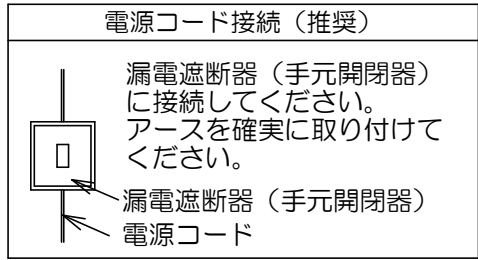 電源コード接続（推奨）
漏電遮断器（手元開閉器）
に接続してください。
アースを確実に取り付けて
ください。
漏電遮断器（手元開閉器）
電源コード